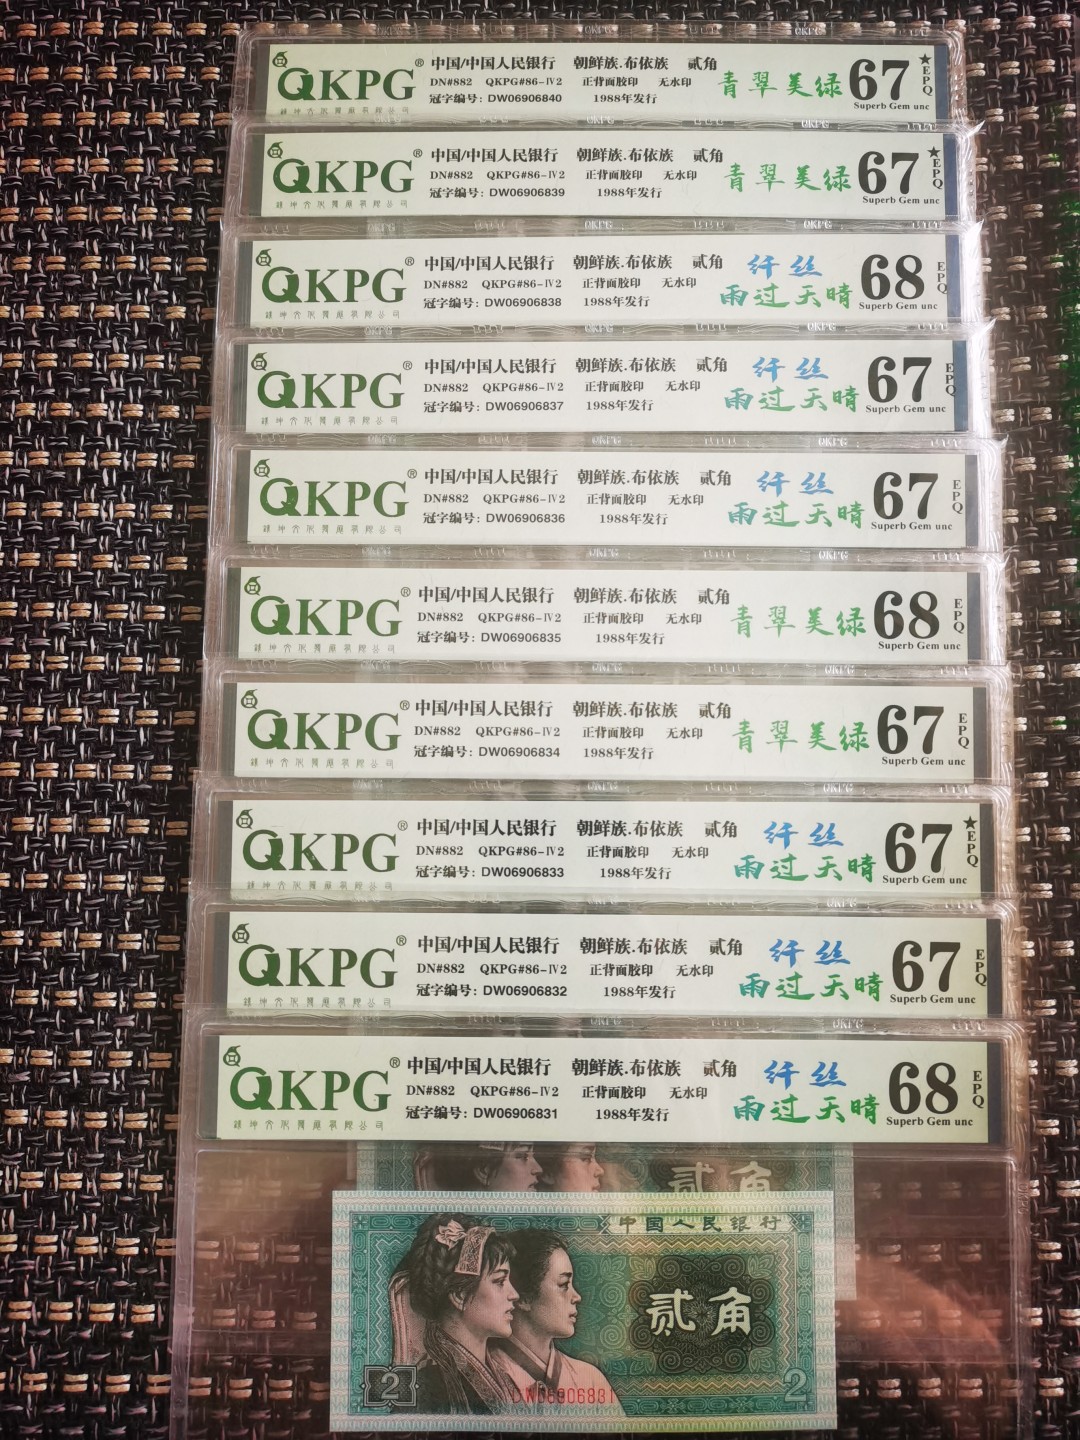 QKPG® 中国/中国人民银行 朝鲜族.布依族 贰角 青翠美绿 67 ★EPQ
DN#882 QKPG#86-IV2 正背面胶印 无水印
冠字编号: DW06906840 1988年发行 Superb Gem unc
QKPG® 中国/中国人民银行 朝鲜族.布依族 贰角 青翠美绿 67 ★EPQ
DN#882 QKPG#86-IV2 正背面胶印 无水印
冠字编号: DW06906839 1988年发行 Superb Gem unc
QKPG® 中国/中国人民银行 朝鲜族.布依族 贰角 纤丝 68 EPQ
DN#882 QKPG#86-IV2 正背面胶印 无水印 雨过天晴
冠字编号: DW06906838 1988年发行 Superb Gem unc
QKPG® 中国/中国人民银行 朝鲜族.布依族 贰角 纤丝 67 EPQ
DN#882 QKPG#86-IV2 正背面胶印 无水印 雨过天晴
冠字编号: DW06906837 1988年发行 Superb Gem unc
QKPG® 中国/中国人民银行 朝鲜族.布依族 贰角 纤丝 67 EPQ
DN#882 QKPG#86-IV2 正背面胶印 无水印 雨过天晴
冠字编号: DW06906836 1988年发行 Superb Gem unc
QKPG® 中国/中国人民银行 朝鲜族.布依族 贰角 青翠美绿 68 EPQ
DN#882 QKPG#86-IV2 正背面胶印 无水印
冠字编号: DW06906835 1988年发行 Superb Gem unc
QKPG® 中国/中国人民银行 朝鲜族.布依族 贰角 青翠美绿 67 EPQ
DN#882 QKPG#86-IV2 正背面胶印 无水印
冠字编号: DW06906834 1988年发行 Superb Gem unc
QKPG® 中国/中国人民银行 朝鲜族.布依族 贰角 纤丝 67 ★EPQ
DN#882 QKPG#86-IV2 正背面胶印 无水印 雨过天晴
冠字编号: DW06906833 1988年发行 Superb Gem unc
QKPG® 中国/中国人民银行 朝鲜族.布依族 贰角 纤丝 67 EPQ
DN#882 QKPG#86-IV2 正背面胶印 无水印 雨过天晴
冠字编号: DW06906832 1988年发行 Superb Gem unc
QKPG® 中国/中国人民银行 朝鲜族.布依族 贰角 纤丝 68 EPQ
DN#882 QKPG#86-IV2 正背面胶印 无水印 雨过天晴
冠字编号: DW06906831 1988年发行 Superb Gem unc
贰角
中国人民银行
贰角
2 DW06906831 2